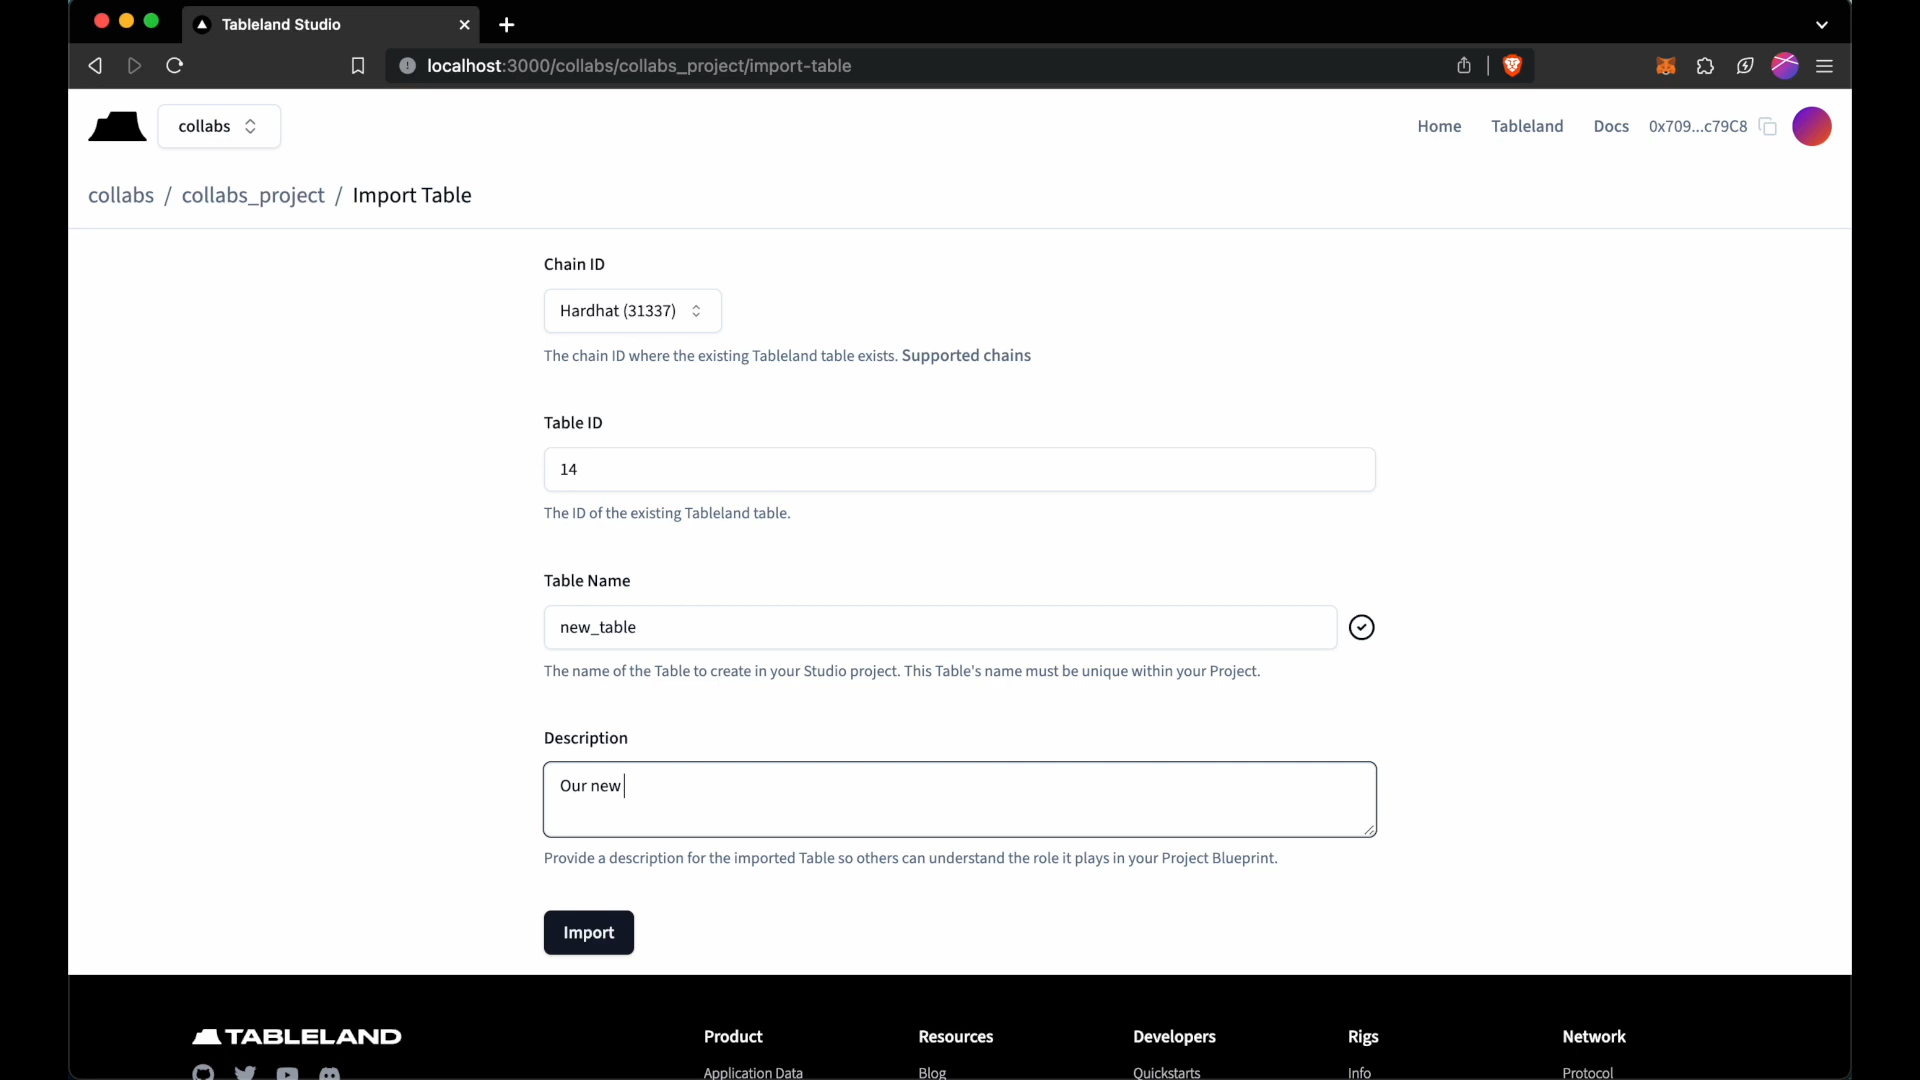 Tableland Studio
localhost:3000/collabs/collabs_project/import-table
collabs
Home Tableland Docs 0x709...c79C8
collabs / collabs_project / Import Table
Chain ID
Hardhat (31337)
The chain ID where the existing Tableland table exists. Supported chains
Table ID
14
The ID of the existing Tableland table.
Table Name
new_table
The name of the Table to create in your Studio project. This Table's name must be unique within your Project.
Description
Our new
Provide a description for the imported Table so others can understand the role it plays in your Project Blueprint.
Import
TABLELAND Product Resources Developers Rigs Network
Application Data Blog Quickstarts Info Protocol